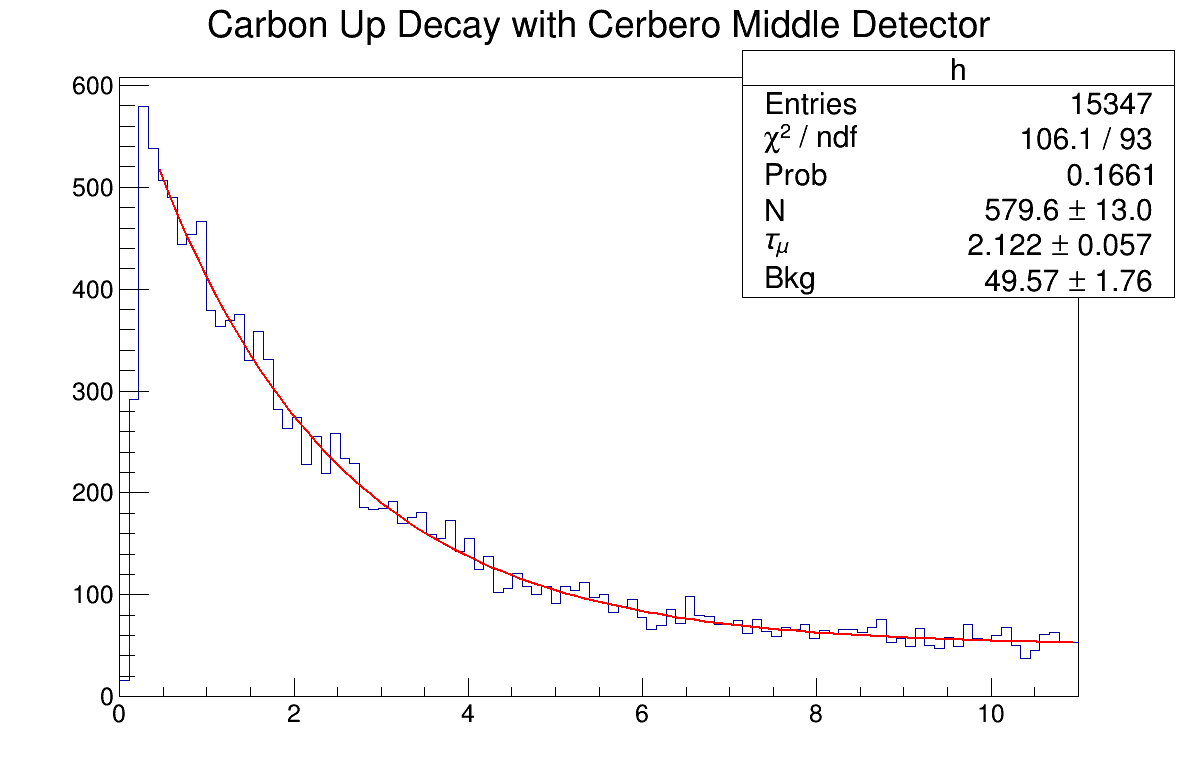 Carbon Up Decay with Cerbero Middle Detector
h
Entries 15347
χ² / ndf 106.1 / 93
Prob 0.1661
N 579.6 ± 13.0
τμ 2.122 ± 0.057
Bkg 49.57 ± 1.76
600
500
400
300
200
100
0
0 2 4 6 8 10